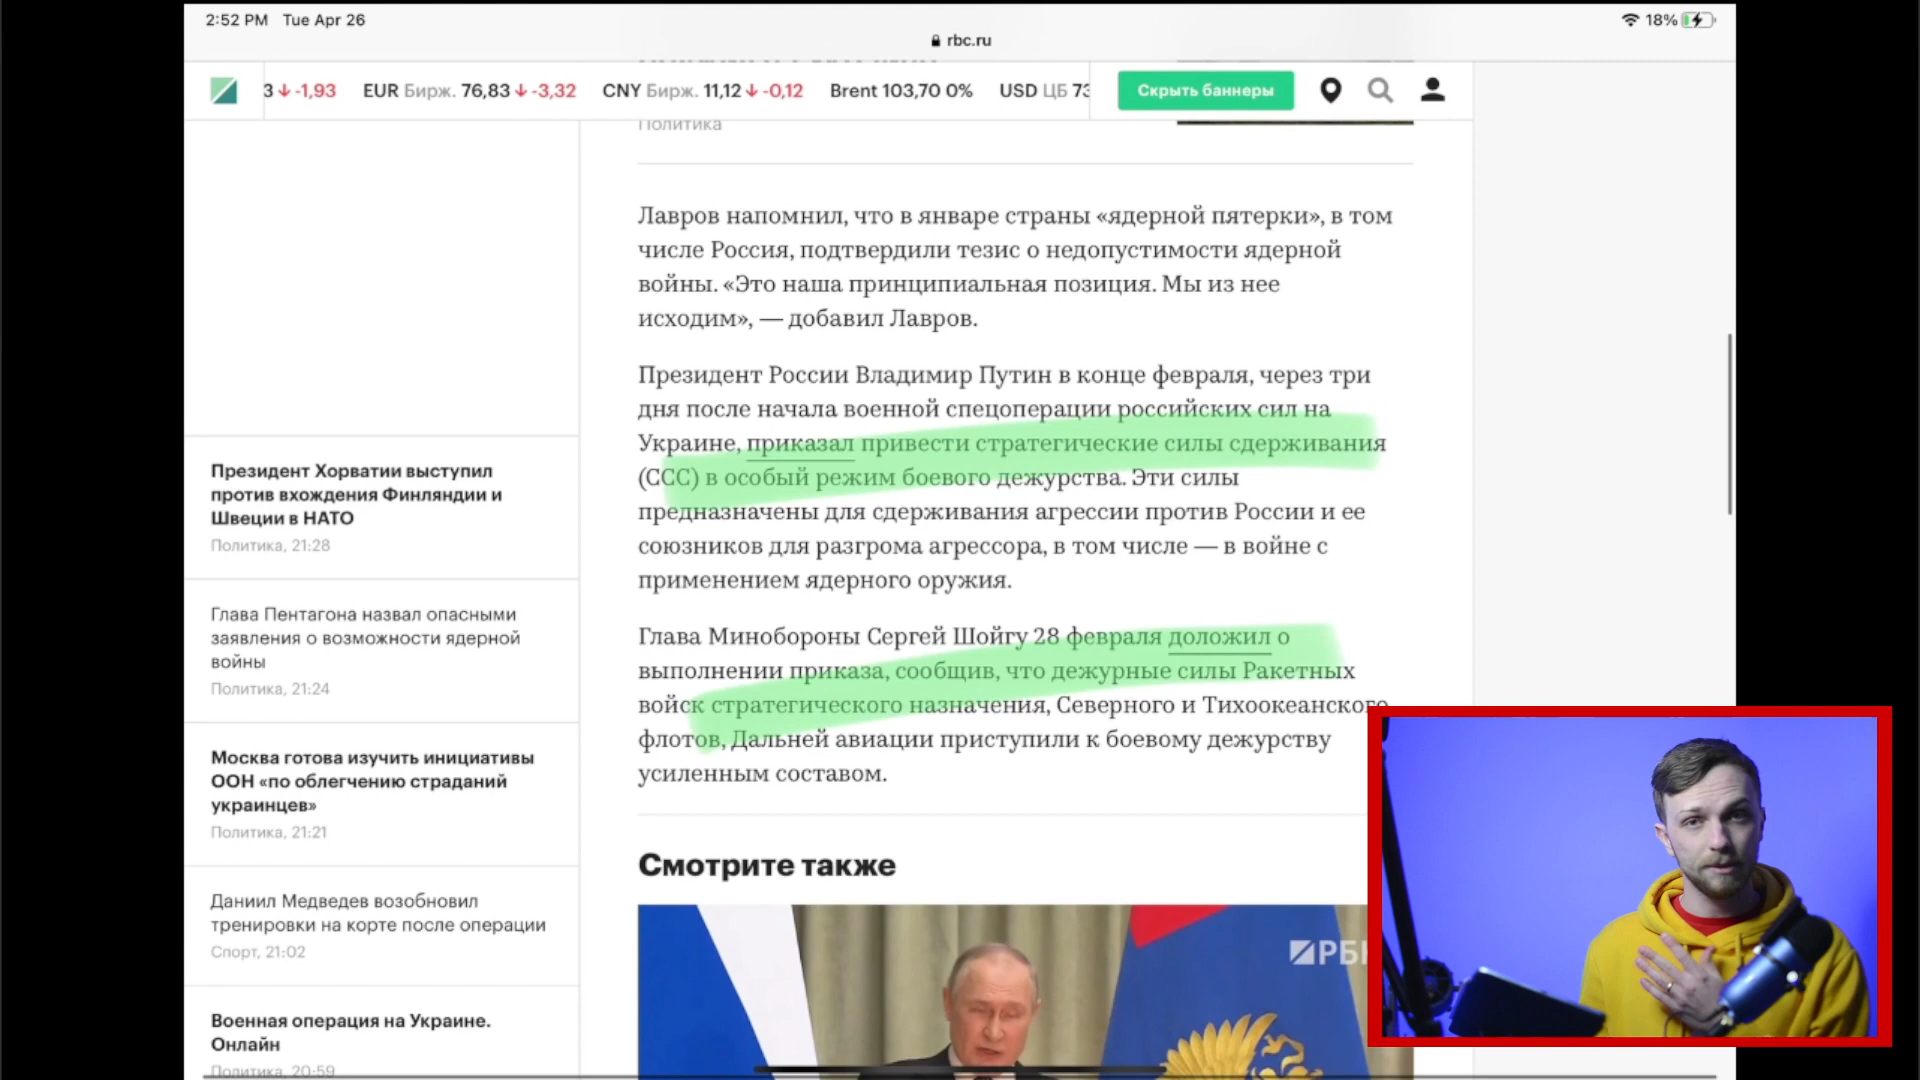 2:52 PM Tue Apr 26
18%
rbc.ru
3 -1,93 EUR Бирж. 76,83 -3,32 CNY Бирж. 11,12 -0,12 Brent 103,70 0% USD ЦБ 73
Скрыть баннеры
Политика
Лавров напомнил, что в январе страны «ядерной пятерки», в том
числе Россия, подтвердили тезис о недопустимости ядерной
войны. «Это наша принципиальная позиция. Мы из нее
исходим», — добавил Лавров.
Президент России Владимир Путин в конце февраля, через три
дня после начала военной спецоперации российских сил на
Украине, приказал привести стратегические силы сдерживания
(ССС) в особый режим боевого дежурства. Эти силы
предназначены для сдерживания агрессии против России и ее
союзников для разгрома агрессора, в том числе — в войне с
применением ядерного оружия.
Глава Минобороны Сергей Шойгу 28 февраля доложил о
выполнении приказа, сообщив, что дежурные силы Ракетных
войск стратегического назначения, Северного и Тихоокеанского
флотов, Дальней авиации приступили к боевому дежурству
усиленным составом.
Смотрите также
РБК
Президент Хорватии выступил
против вхождения Финляндии и
Швеции в НАТО
Политика, 21:28
Глава Пентагона назвал опасными
заявления о возможности ядерной
войны
Политика, 21:24
Москва готова изучить инициативы
ООН «по облегчению страданий
украинцев»
Политика, 21:21
Даниил Медведев возобновил
тренировки на корте после операции
Спорт, 21:02
Военная операция на Украине.
Онлайн
Политика, 20:59